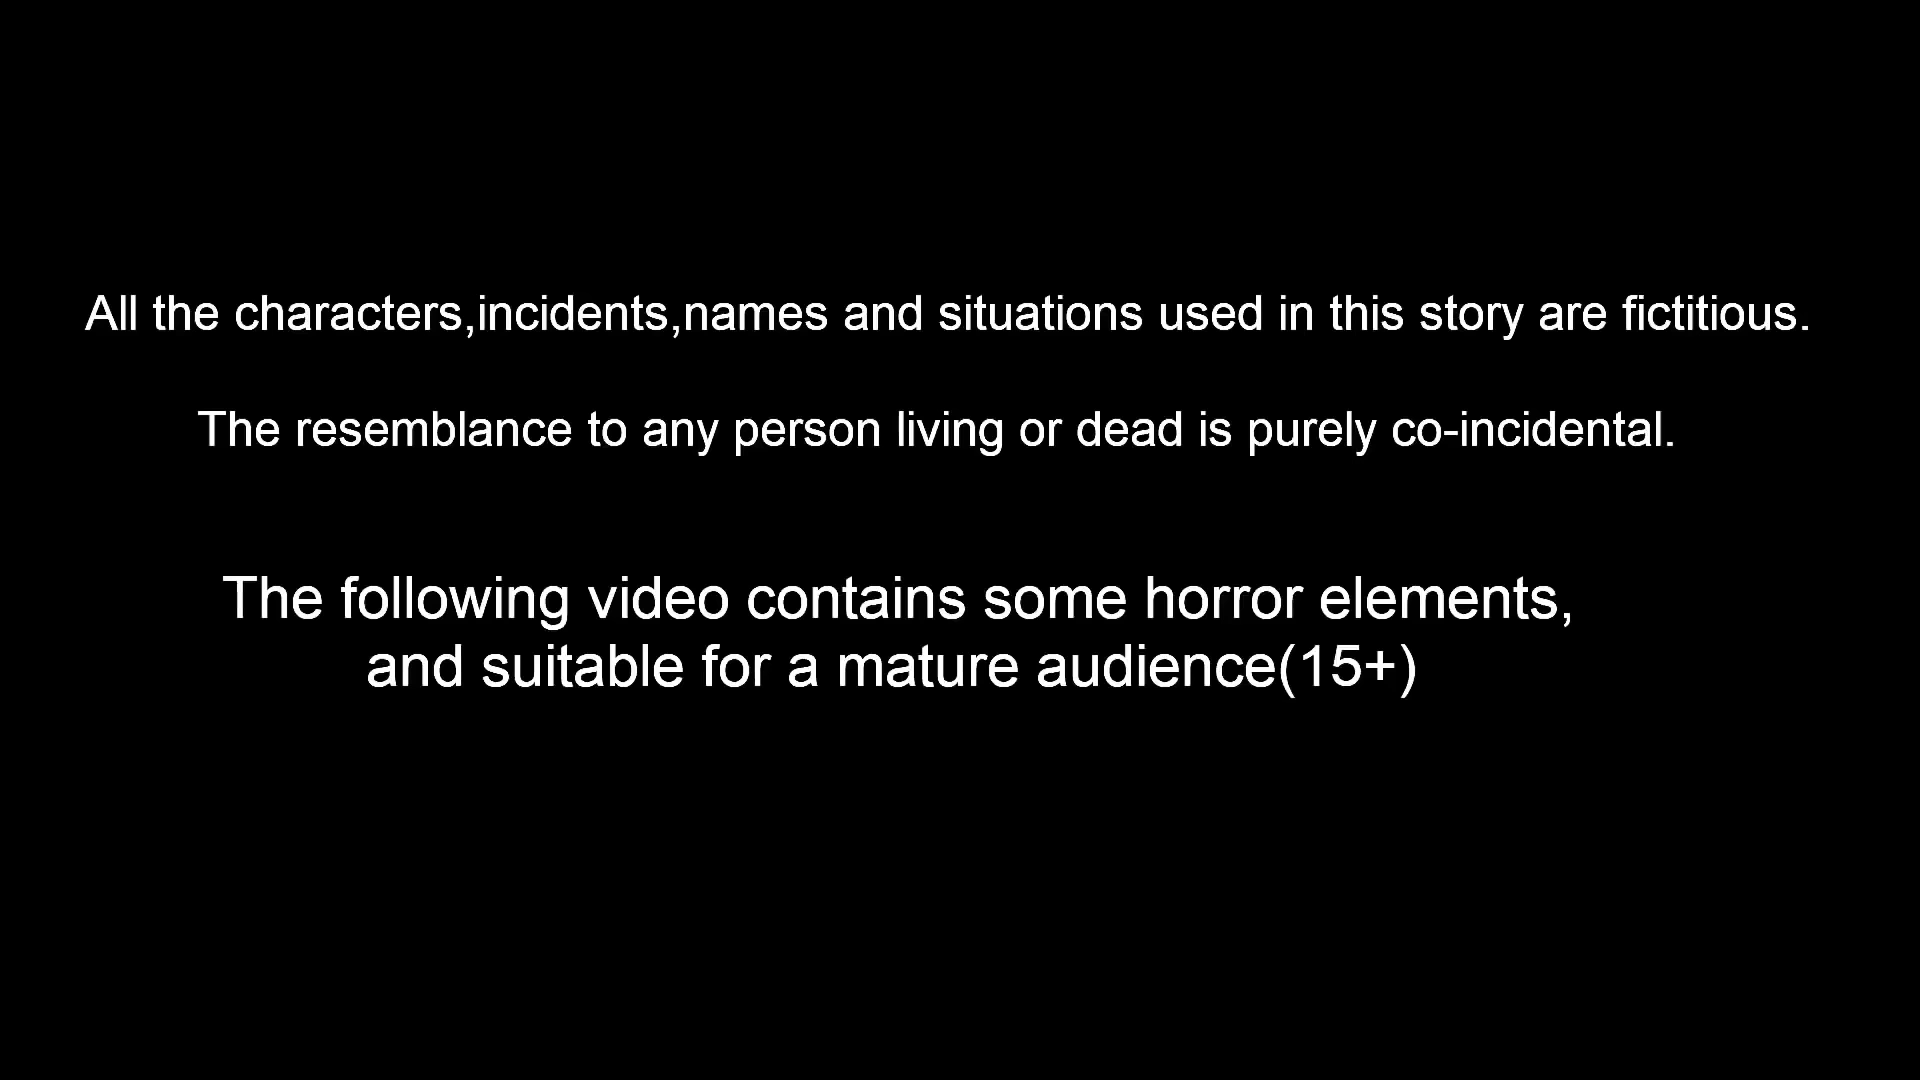 All the characters,incidents,names and situations used in this story are fictitious.
The resemblance to any person living or dead is purely co-incidental.
The following video contains some horror elements,
and suitable for a mature audience(15+)